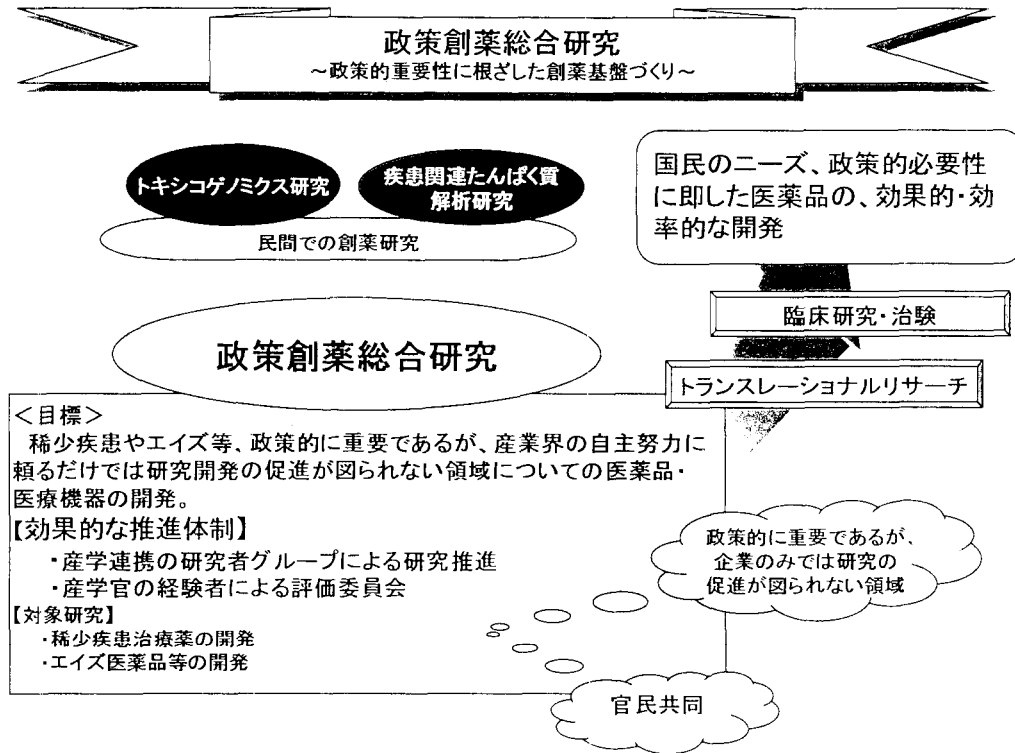 政策創薬総合研究
～政策的重要性に根ざした創薬基盤づくり～
トキシコゲノミクス研究
疾患関連たんぱく質
解析研究
民間での創薬研究
国民のニーズ、政策的必要性
に即した医薬品の、効果的・効
率的な開発
臨床研究・治験
トランスレーショナルリサーチ
政策創薬総合研究
＜目標＞
稀少疾患やエイズ等、政策的に重要であるが、産業界の自主努力に
頼るだけでは研究開発の促進が図られない領域についての医薬品・
医療機器の開発。
【効果的な推進体制】
・産学連携の研究者グループによる研究推進
・産学官の経験者による評価委員会
【対象研究】
・稀少疾患治療薬の開発
・エイズ医薬品等の開発
政策的に重要であるが、
企業のみでは研究の
促進が図られない領域
官民共同